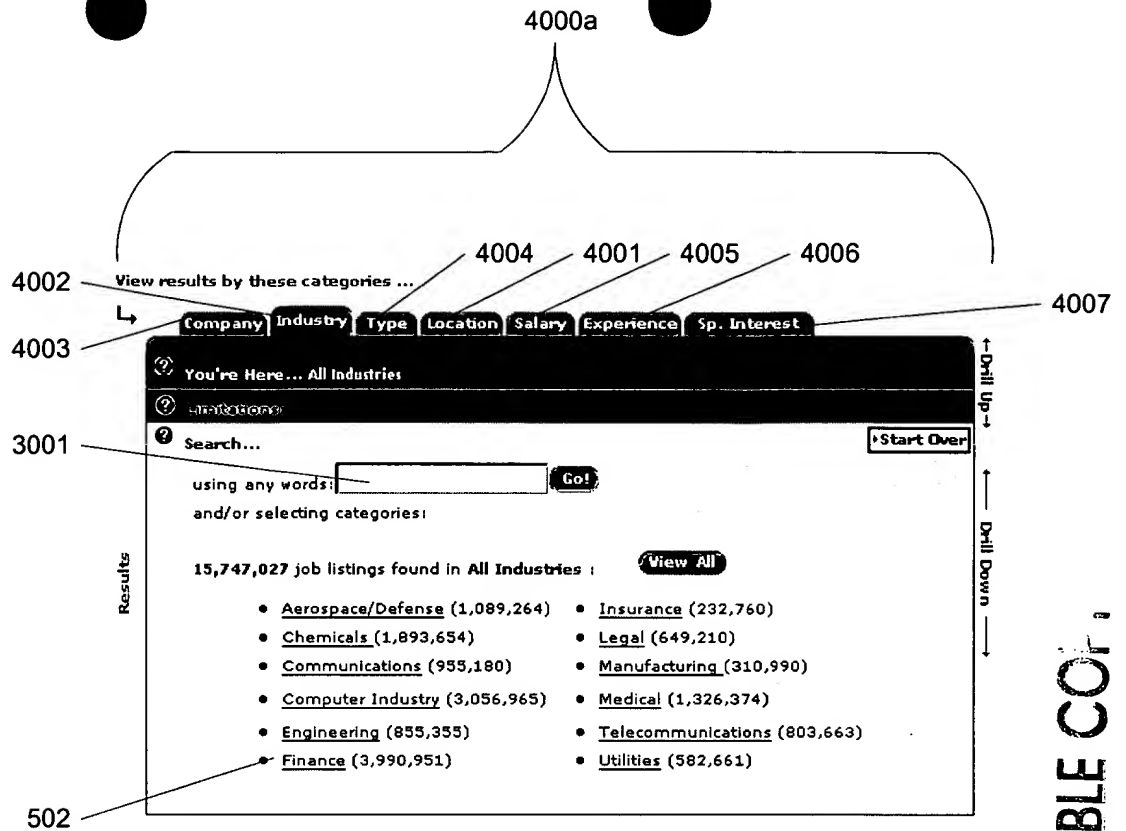 4000a
4004 4001 4005 4006
4002 View results by these categories ...
4007
Company Industry Type Location Salary Experience Sp. Interest
4003
You're Here... All Industries
Drill Up
Limitations
3001 Search...
Start Over
using any words: Go!
and/or selecting categories:
Drill Down
Results
15,747,027 job listings found in All Industries : View All
• Aerospace/Defense (1,089,264) • Insurance (232,760)
• Chemicals (1,893,654) • Legal (649,210)
• Communications (955,180) • Manufacturing (310,990)
• Computer Industry (3,056,965) • Medical (1,326,374)
• Engineering (855,355) • Telecommunications (803,663)
• Finance (3,990,951) • Utilities (582,661)
502